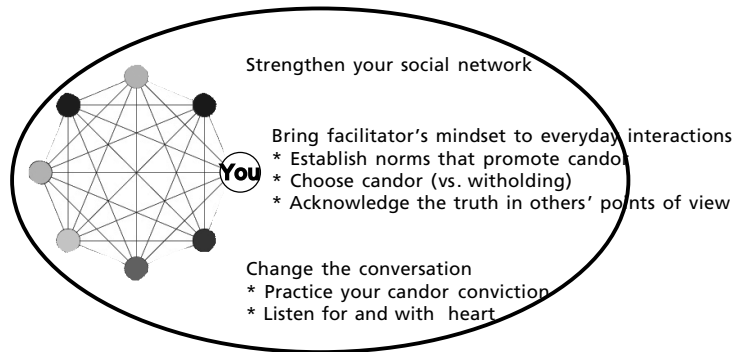 Strengthen your social network
Bring facilitator's mindset to everyday interactions
* Establish norms that promote candor
You
* Choose candor (vs. witholding)
* Acknowledge the truth in others' points of view
Change the conversation
* Practice your candor conviction
* Listen for and with heart